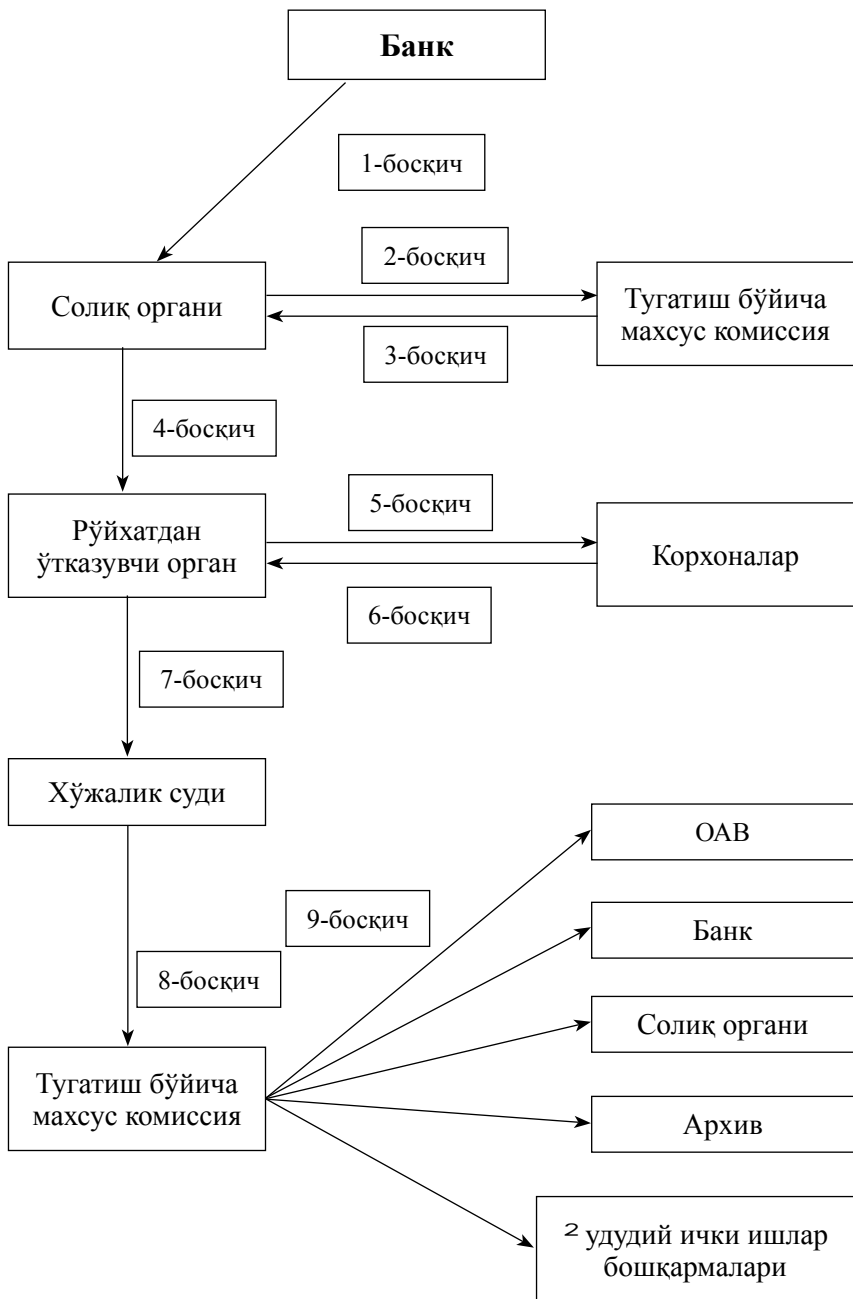 Банк
1-босқич
2-босқич
Солиқ органи
Тугатиш бўйича
махсус комиссия
3-босқич
4-босқич
5-босқич
Рўйхатдан
ўтказувчи орган
Корхоналар
6-босқич
7-босқич
Хўжалик суди
ОАВ
9-босқич
Банк
8-босқич
Солиқ органи
Тугатиш бўйича
махсус комиссия
Архив
2 удудий ички ишлар
бошқармалари